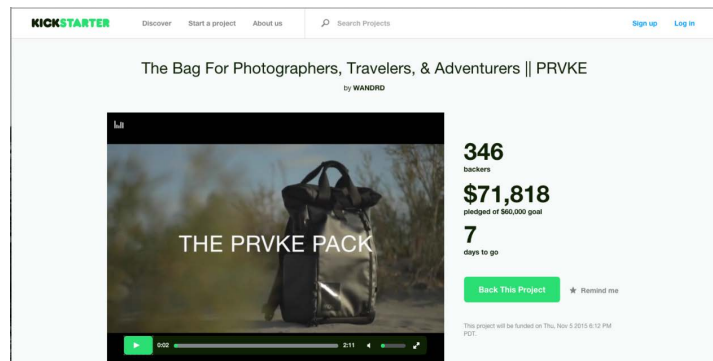 KICKSTARTER
Discover Start a project About us Search Projects Sign up Log in
The Bag For Photographers, Travelers, & Adventurers || PRVKE
by WANDRD
THE PRVKE PACK
0:02 2:11
346
backers
$71,818
pledged of $60,000 goal
7
days to go
Back This Project Remind me
This project will be funded on Thu, Nov 5 2015 6:12 PM
PDT.